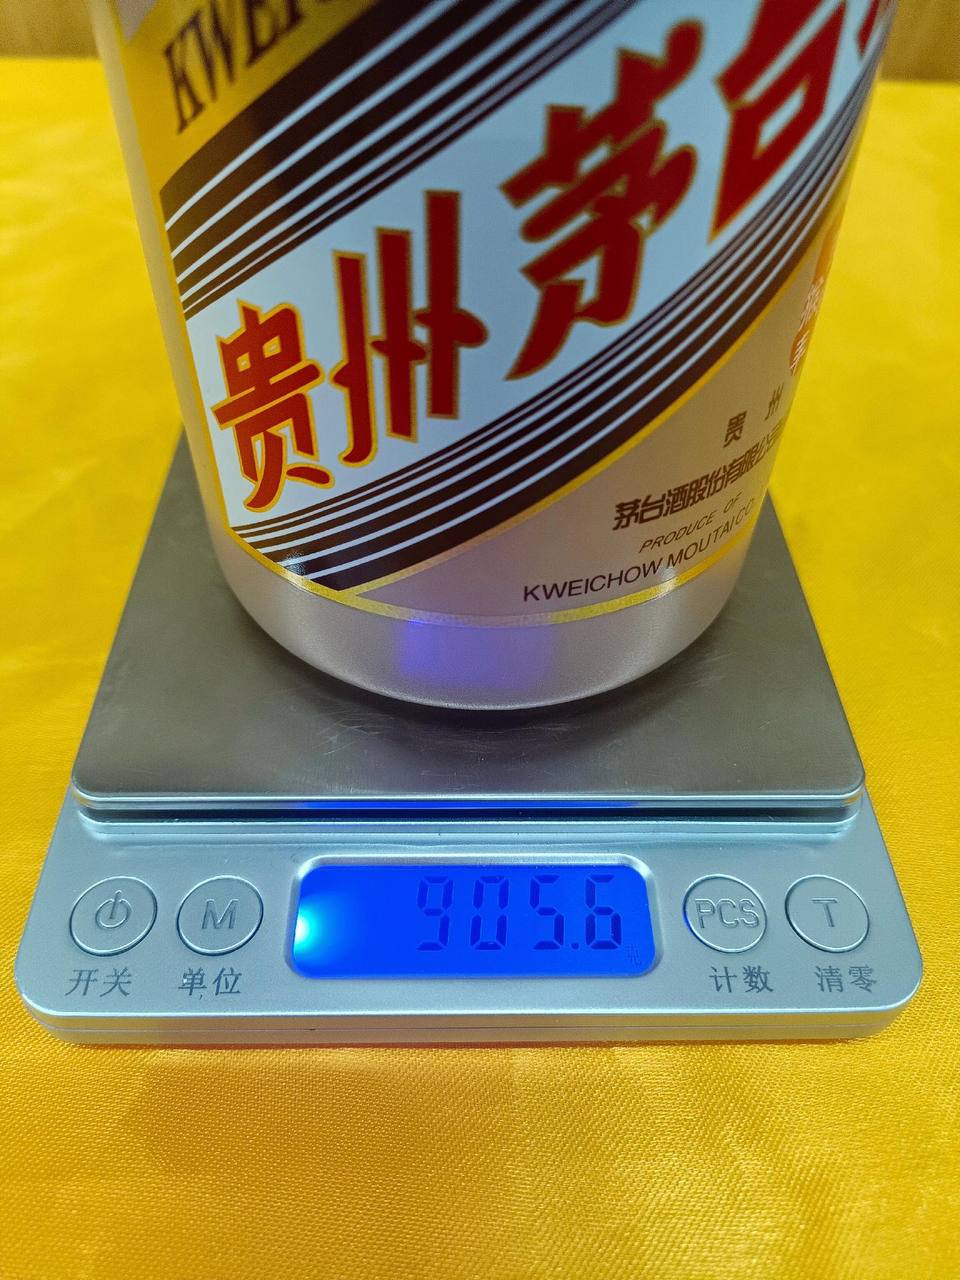 贵州茅台
贵州
茅台酒股份有限公
PRODUCE OF
KWEICHOW MOUTAI CO
905.6
克
M
PCS
T
开关
单位
计数
清零